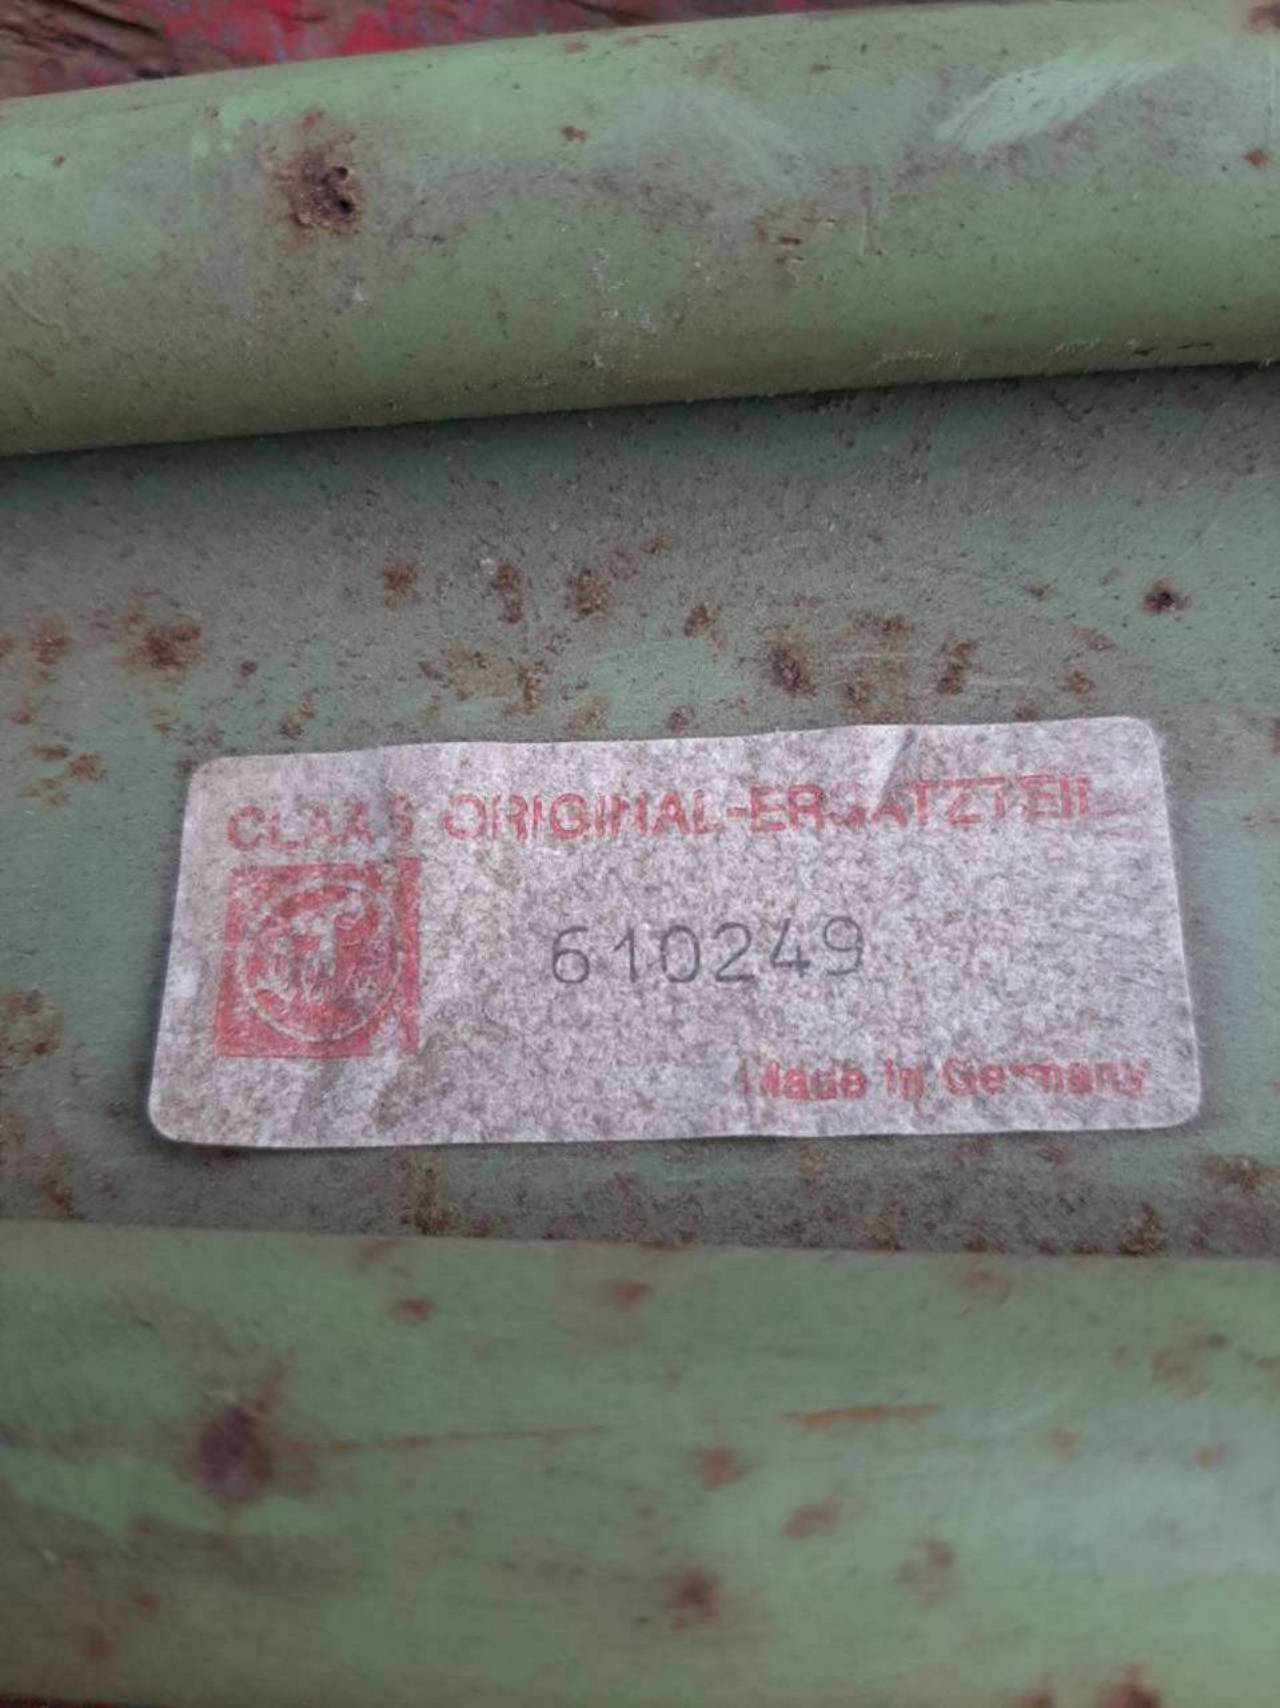 CLAAS ORIGINAL-ERSATZTEIL
610249
Made in Germany